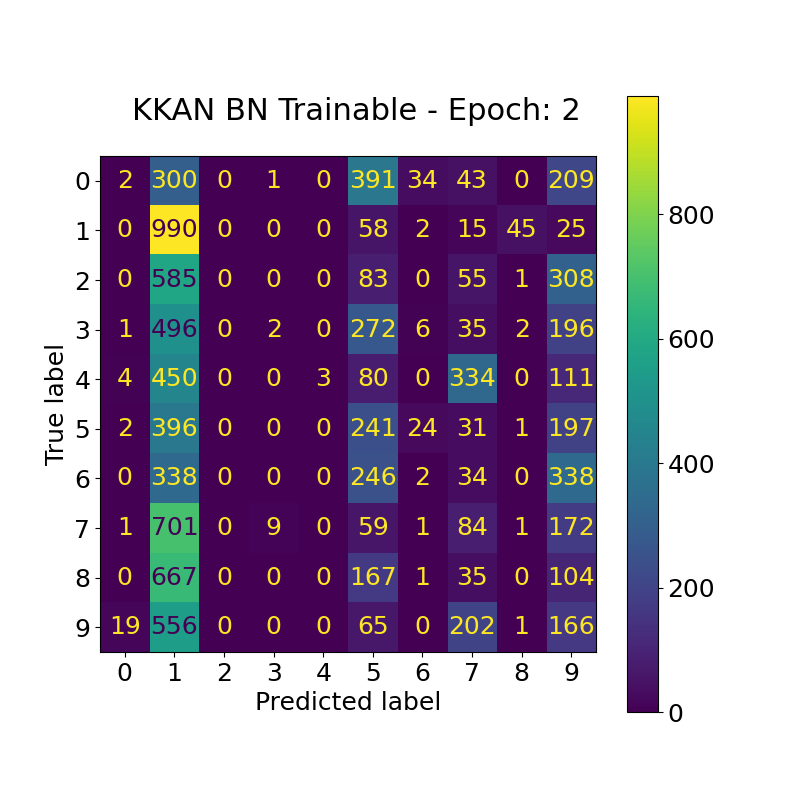 KKAN BN Trainable - Epoch: 2
0 2 300 0 1 0 391 34 43 0 209
1 0 990 0 0 0 58 2 15 45 25
2 0 585 0 0 0 83 0 55 1 308
3 1 496 0 2 0 272 6 35 2 196
4 4 450 0 0 3 80 0 334 0 111
5 2 396 0 0 0 241 24 31 1 197
6 0 338 0 0 0 246 2 34 0 338
7 1 701 0 9 0 59 1 84 1 172
8 0 667 0 0 0 167 1 35 0 104
9 19 556 0 0 0 65 0 202 1 166
0 1 2 3 4 5 6 7 8 9
Predicted label
True label
800
600
400
200
0